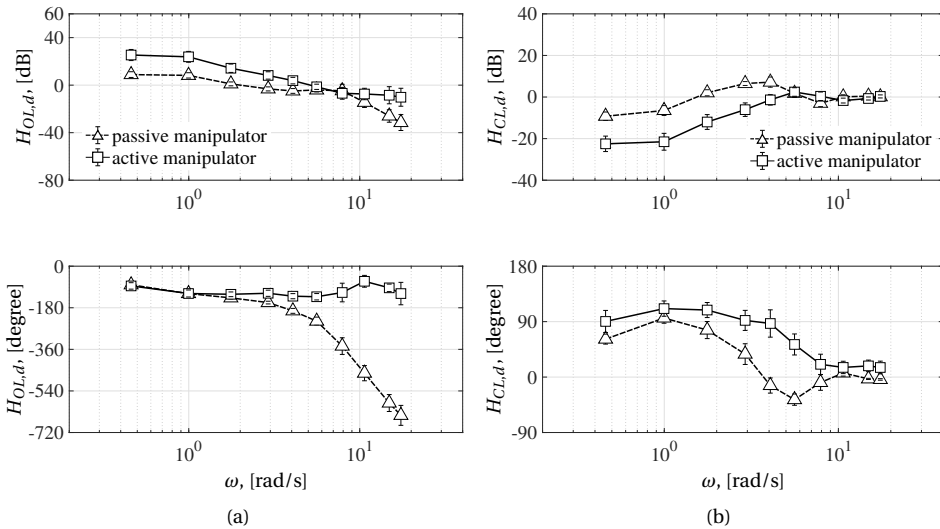 60
40
0
-40
-80
H_{OL,d}, [dB]
passive manipulator
active manipulator
10^0
10^1
40
20
0
-20
-40
H_{CL,d}, [dB]
passive manipulator
active manipulator
10^0
10^1
0
-180
-360
-540
-720
H_{OL,d}, [degree]
10^0
10^1
ω, [rad/s]
(a)
180
90
0
-90
H_{CL,d}, [degree]
10^0
10^1
ω, [rad/s]
(b)